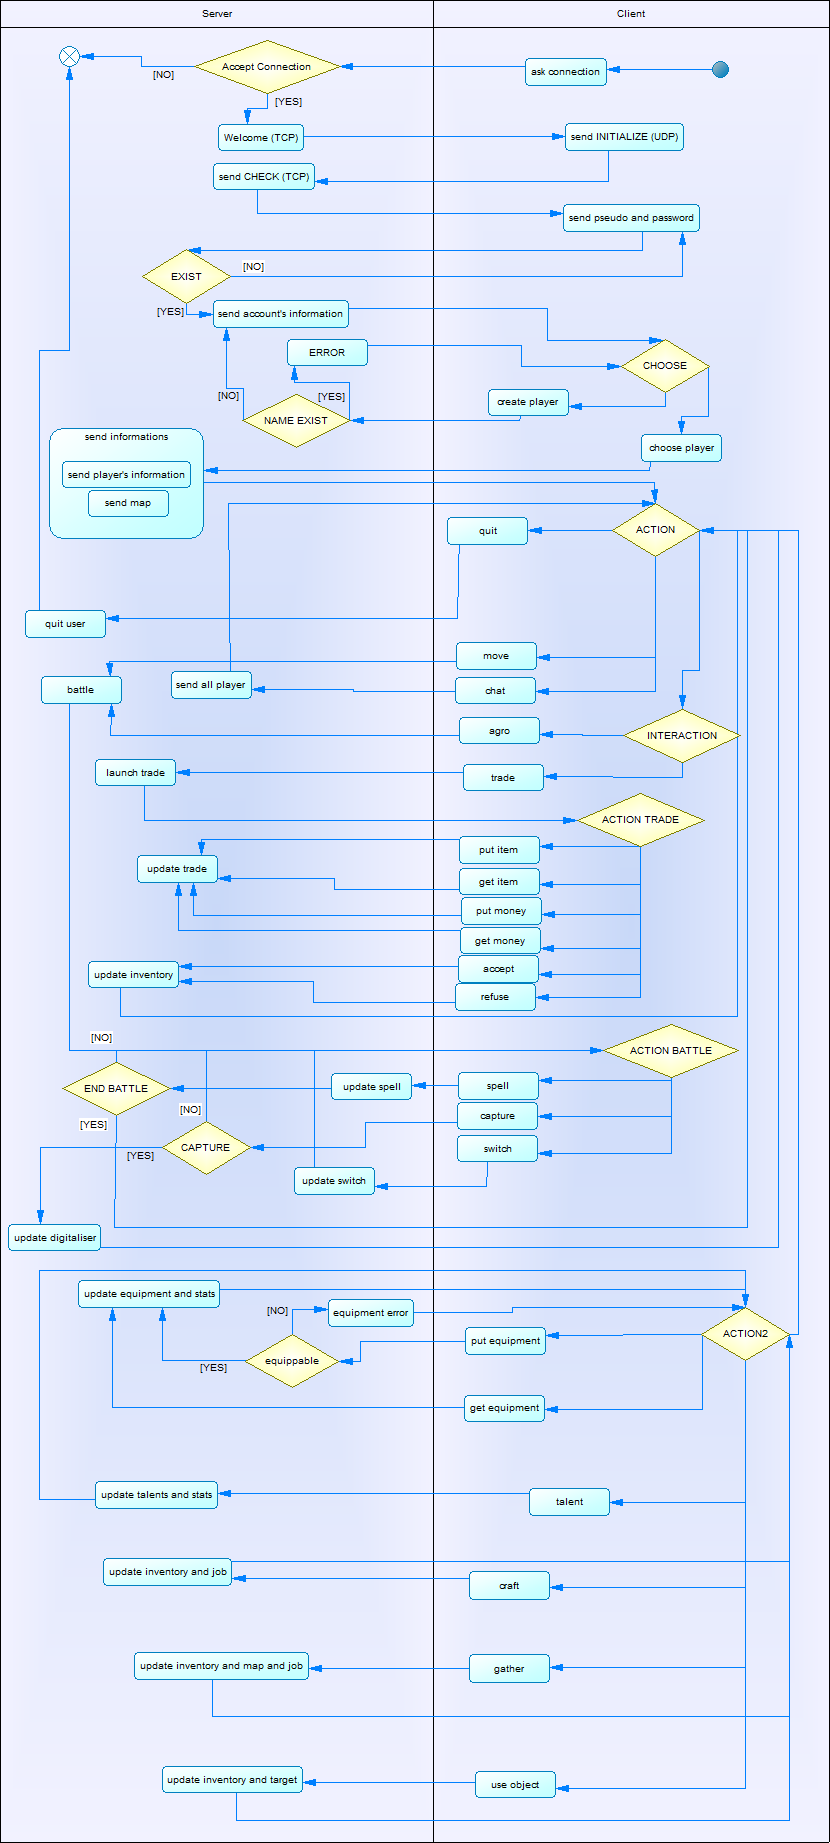 Server
Client
Accept Connection
ask connection
[NO]
[YES]
Welcome (TCP)
send INITIALIZE (UDP)
send CHECK (TCP)
send pseudo and password
[NO]
EXIST
[YES]
send account's information
ERROR
CHOOSE
[NO]
[YES]
create player
NAME EXIST
send informations
choose player
send player's information
send map
quit
ACTION
quit user
move
battle
send all player
chat
agro
INTERACTION
launch trade
trade
ACTION TRADE
put item
update trade
get item
put money
get money
update inventory
accept
refuse
[NO]
ACTION BATTLE
END BATTLE
update spell
spell
[NO]
capture
[YES]
CAPTURE
switch
[YES]
update switch
update digitaliser
update equipment and stats
[NO]
equipment error
ACTION2
put equipment
equippable
[YES]
get equipment
update talents and stats
talent
update inventory and job
craft
update inventory and map and job
gather
update inventory and target
use object